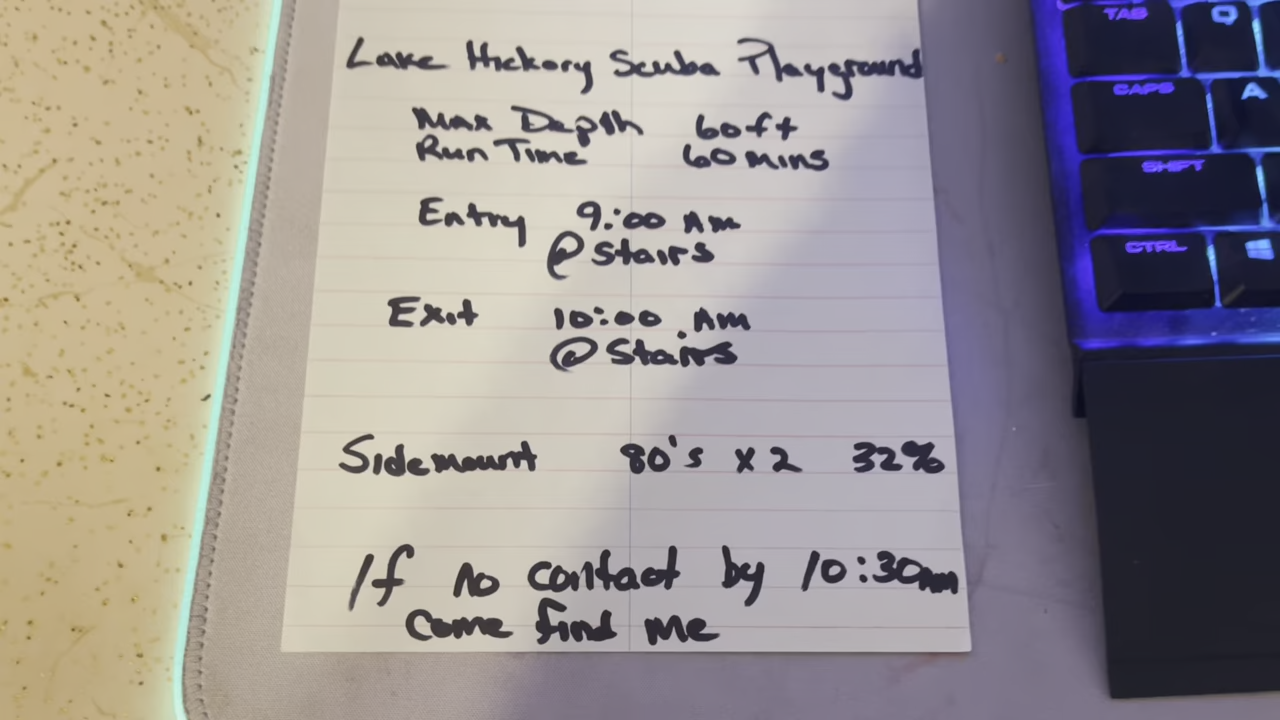 Lake Hickory Scuba Playground
Max Depth 60ft
Run Time 60 mins
Entry 9:00 Am
@ Stairs
Exit 10:00 Am
@ Stairs
Sidemount 80's x 2 32%
If no contact by 10:30am
Come find me
TAB Q
CAPS A
SHIFT
CTRL